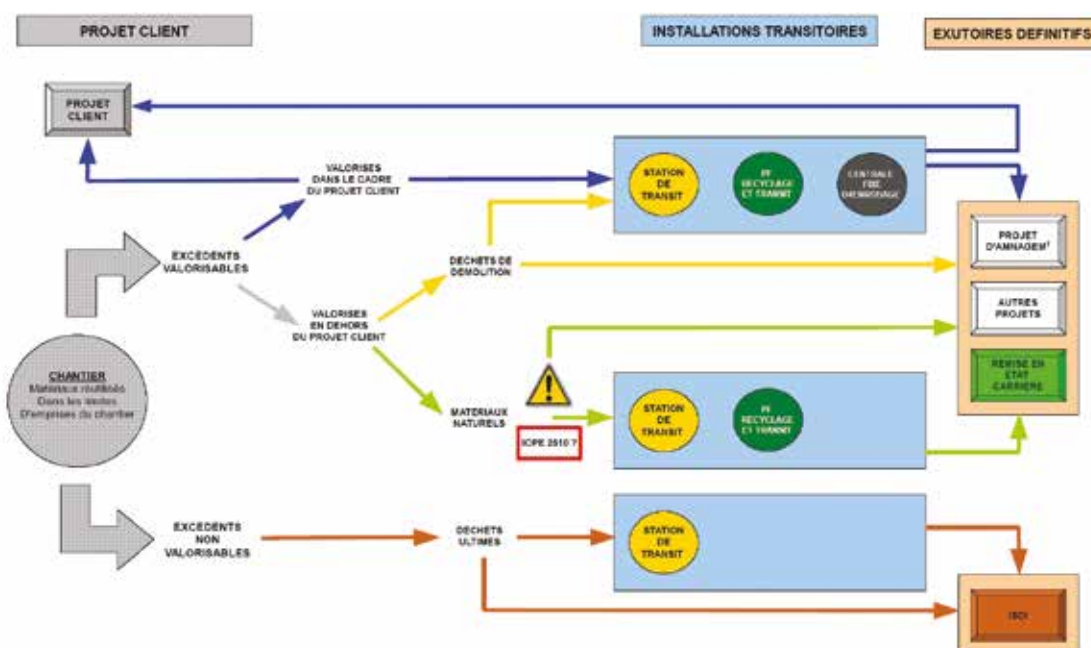 PROJET CLIENT
INSTALLATIONS TRANSITOIRES
EXUTOIRES DEFINITIFS
PROJET
CLIENT
VALORISES
DANS LE CADRE
DU PROJET CLIENT
STATION
DE
TRANSIT
PF
RECYCLAGE
ET TRANSIT
CENTRALE
FIXE
D'ENROBAGE
EXCÉDENTS
VALORISABLES
DECHETS DE
DEMOLITION
PROJET
D'AMNAGEMT
VALORISES
EN DEHORS
DU PROJET CLIENT
AUTRES
PROJETS
CHANTIER
Matériaux réutilisés
Dans les limites
D'emprises du chantier
REMISE EN
ETAT
CARRIERE
MATERIAUX
NATURELS
ICPE 2510 ?
STATION
DE
TRANSIT
PF
RECYCLAGE
ET TRANSIT
EXCÉDENTS
NON
VALORISABLES
DECHETS
ULTIMES
STATION
DE
TRANSIT
ISDI